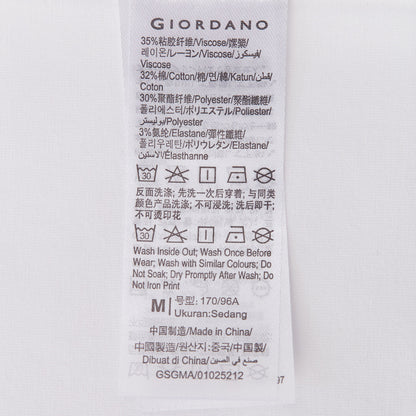 GIORDANO
35%粘胶纤维/Viscose/嫘縈/
레이온/レーヨン/Viscose/فيسكوز/
Viscose
32%棉/Cotton/棉/면/綿/Katun/قطن/
Coton
30%聚酯纤维/Polyester/聚酯纖維/
폴리에스터/ポリエステル/Poliester/
بوليستر/Polyester
3%氨纶/Elastane/彈性纖維/
폴리우레탄/ポリウレタン/Elastane/
الاستين/Élasthanne
30
反面洗涤; 先洗一次后穿着; 与同类
颜色产品洗涤; 不可浸洗; 洗后即干;
不可烫印花
30
Wash Inside Out; Wash Once Before
Wear; Wash with Similar Colours; Do
Not Soak; Dry Promptly After Wash; Do
Not Iron Print
M 号型: 170/96A
Ukuran: Sedang
中国制造/Made in China/
中國製造/원산지:중국/中国製/
Dibuat di China/صنع في الصين/
GSGMA/01025212
97